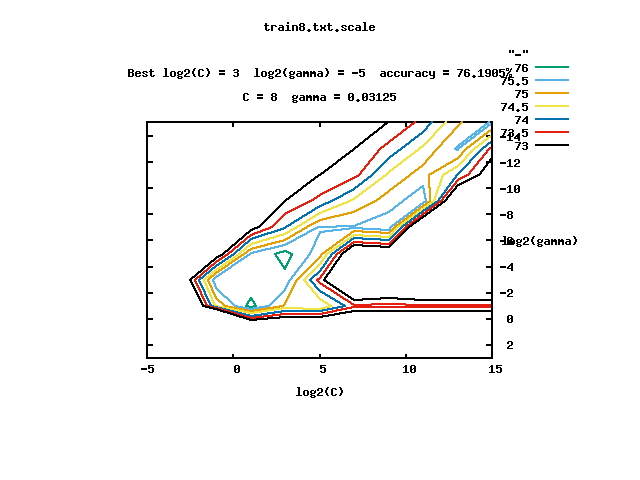 train8.txt.scale
"-"
Best log2(C) = 3  log2(gamma) = -5  accuracy = 76.1905%
76
75.5
75
74.5
74
73.5
73
C = 8  gamma = 0.03125
-14
-12
-10
-8
-6
log2(gamma)
-4
-2
0
2
-5 0 5 10 15
log2(C)